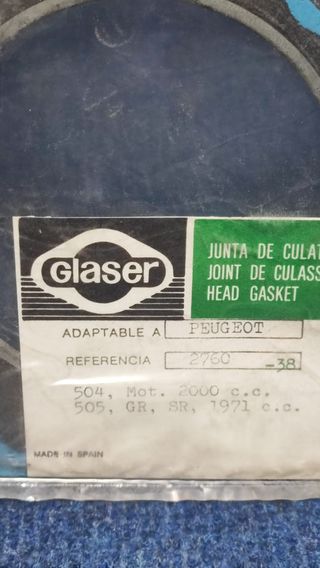 Glaser
JUNTA DE CULAT
JOINT DE CULASS
HEAD GASKET
ADAPTABLE A PEUGEOT
REFERENCIA 2760 -38
504, Mot. 2000 c.c.
505, GR, SR, 1971 c.c.
MADE IN SPAIN